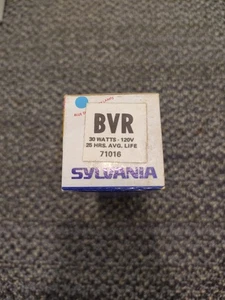 BVR
30 WATTS - 120V
25 HRS. AVG. LIFE
71016
SYLVANIA